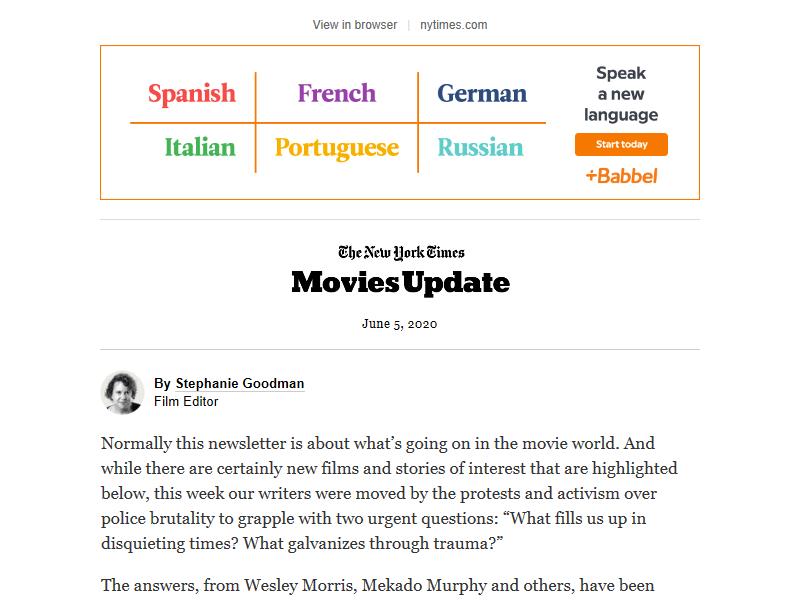 View in browser | nytimes.com
Spanish French German
Italian Portuguese Russian
Speak
a new
language
Start today
+Babbel
The New York Times
Movies Update
June 5, 2020
By Stephanie Goodman
Film Editor
Normally this newsletter is about what’s going on in the movie world. And
while there are certainly new films and stories of interest that are highlighted
below, this week our writers were moved by the protests and activism over
police brutality to grapple with two urgent questions: “What fills us up in
disquieting times? What galvanizes through trauma?”
The answers, from Wesley Morris, Mekado Murphy and others, have been